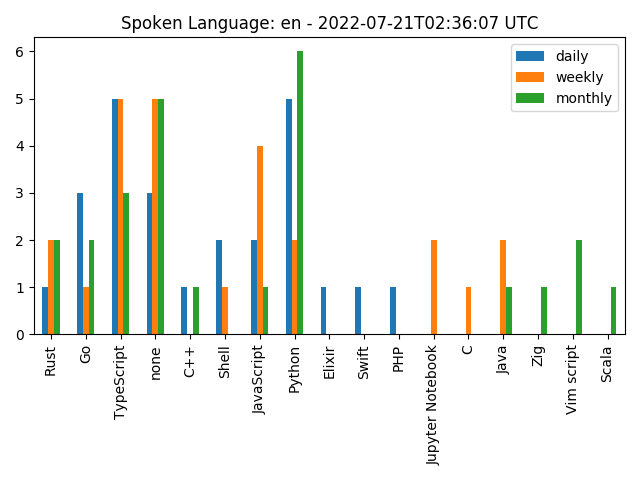 Spoken Language: en - 2022-07-21T02:36:07 UTC
daily
weekly
monthly
6
5
4
3
2
1
0
Rust
Go
TypeScript
none
C++
Shell
JavaScript
Python
Elixir
Swift
PHP
Jupyter Notebook
C
Java
Zig
Vim script
Scala